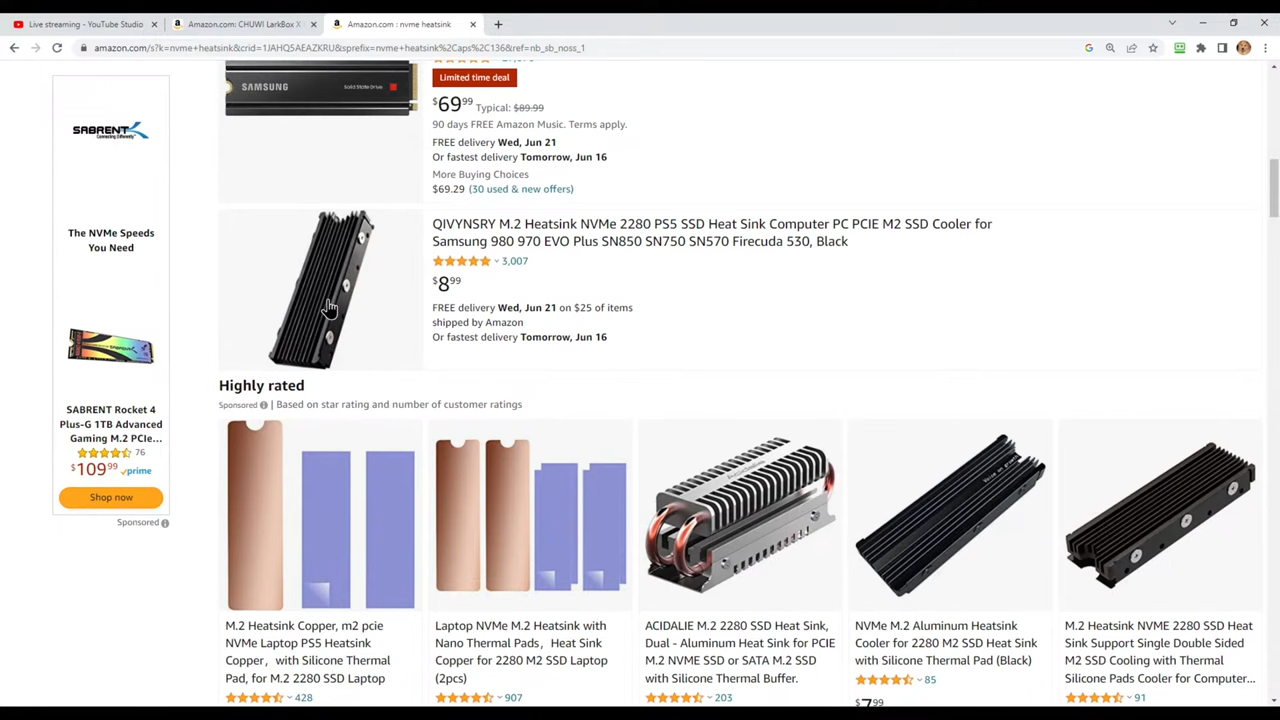 Live streaming - YouTube Studio
Amazon.com: CHUWI LarkBox X
Amazon.com : nvme heatsink
amazon.com/s?k=nvme+heatsink&crid=1JAHQ5AEAZKRU&sprefix=nvme+heatsink%2Caps%2C136&ref=nb_sb_noss_1
SAMSUNG
Solid State Drive
Limited time deal
$69.99 Typical: $89.99
90 days FREE Amazon Music. Terms apply.
FREE delivery Wed, Jun 21
Or fastest delivery Tomorrow, Jun 16
More Buying Choices
$69.29 (30 used & new offers)
SABRENT
The NVMe Speeds
You Need
SABRENT Rocket 4
Plus-G 1TB Advanced
Gaming M.2 PCIe...
76
$109.99 prime
Shop now
Sponsored
QIVYNSRY M.2 Heatsink NVMe 2280 PS5 SSD Heat Sink Computer PC PCIE M2 SSD Cooler for
Samsung 980 970 EVO Plus SN850 SN750 SN570 Firecuda 530, Black
3,007
$8.99
FREE delivery Wed, Jun 21 on $25 of items
shipped by Amazon
Or fastest delivery Tomorrow, Jun 16
Highly rated
Sponsored | Based on star rating and number of customer ratings
M.2 Heatsink Copper, m2 pcie
NVMe Laptop PS5 Heatsink
Copper，with Silicone Thermal
Pad, for M.2 2280 SSD Laptop
428
Laptop NVMe M.2 Heatsink with
Nano Thermal Pads，Heat Sink
Copper for 2280 M2 SSD Laptop
(2pcs)
907
ACIDALIE M.2 2280 SSD Heat Sink,
Dual - Aluminum Heat Sink for PCIE
M.2 NVME SSD or SATA M.2 SSD
with Silicone Thermal Buffer.
203
NVMe M.2 Aluminum Heatsink
Cooler for 2280 M2 SSD Heat Sink
with Silicone Thermal Pad (Black)
85
$7.99
M.2 Heatsink NVME 2280 SSD Heat
Sink Support Single Double Sided
M2 SSD Cooling with Thermal
Silicone Pads Cooler for Computer...
91